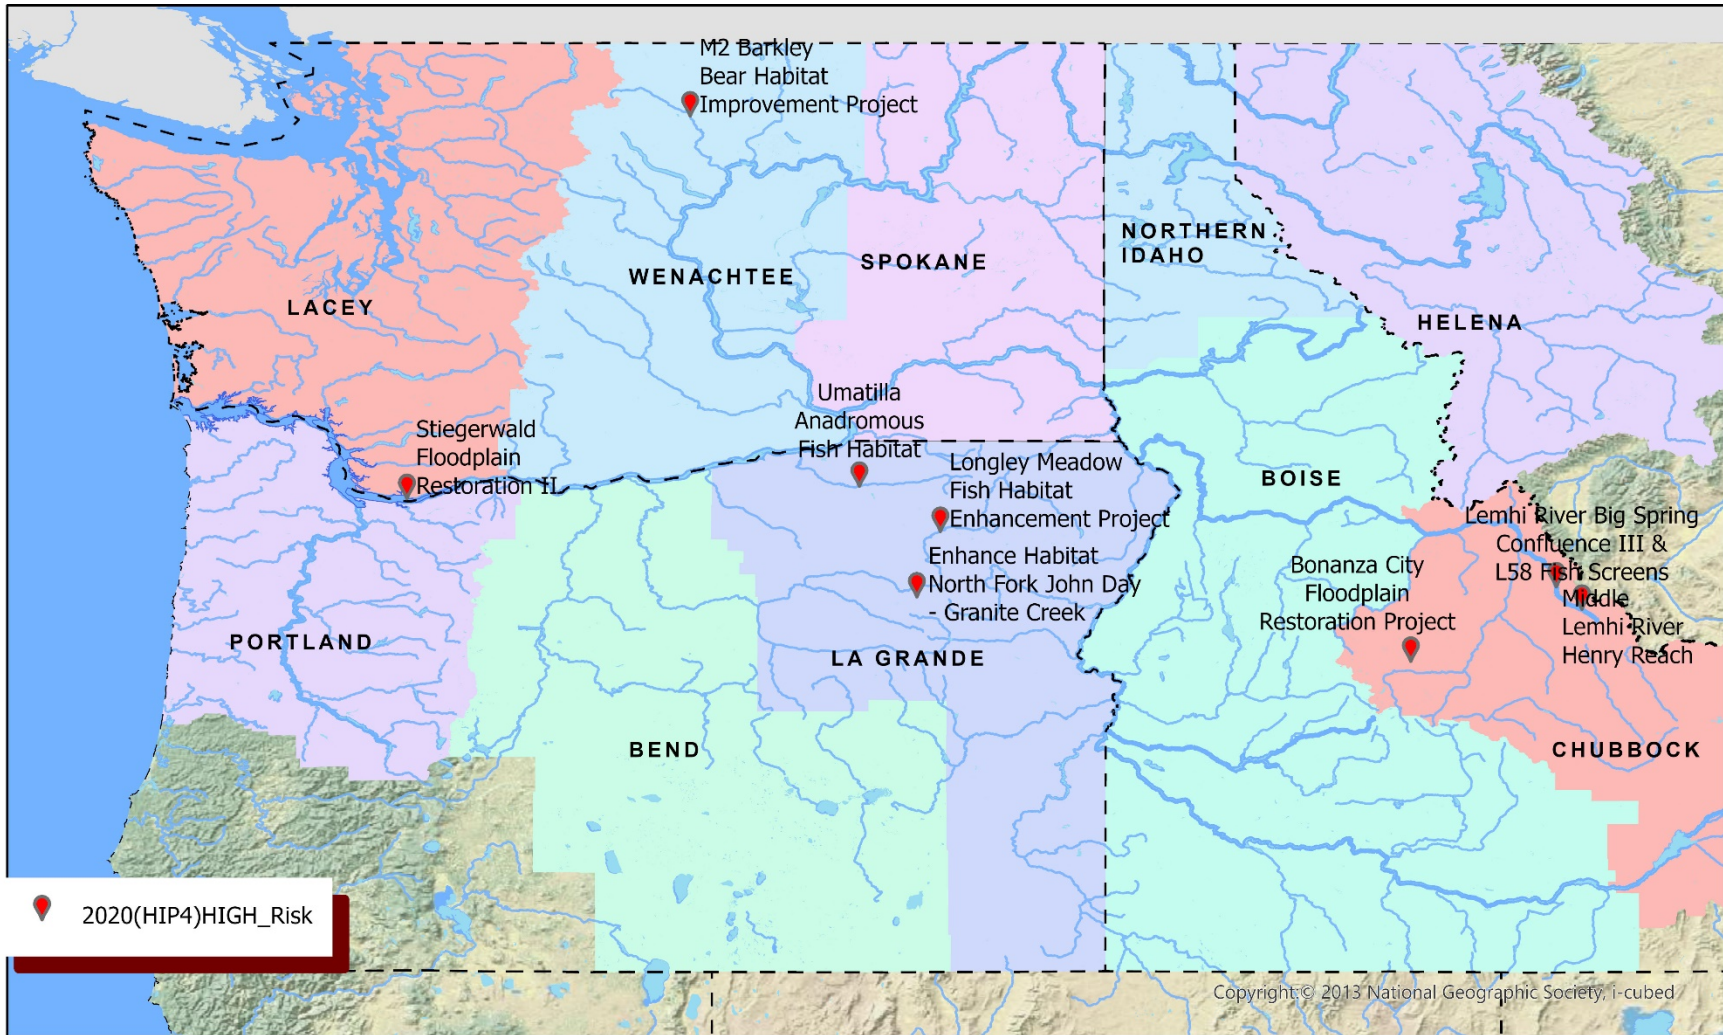 M2 Barkley
Bear Habitat
Improvement Project
NORTHERN
IDAHO
SPOKANE
WENACHTEE
LACEY
HELENA
Umatilla
Anadromous
Fish Habitat
Stiegerwald
Floodplain
Restoration II
Longley Meadow
Fish Habitat
Enhancement Project
BOISE
Lemhi River Big Spring
Confluence III &
L58 Fish Screens
Enhance Habitat
North Fork John Day
- Granite Creek
Bonanza City
Floodplain
Restoration Project
Middle
Lemhi River
Henry Reach
PORTLAND
LA GRANDE
BEND
CHUBBOCK
2020(HIP4)HIGH_Risk
Copyright:© 2013 National Geographic Society, i-cubed